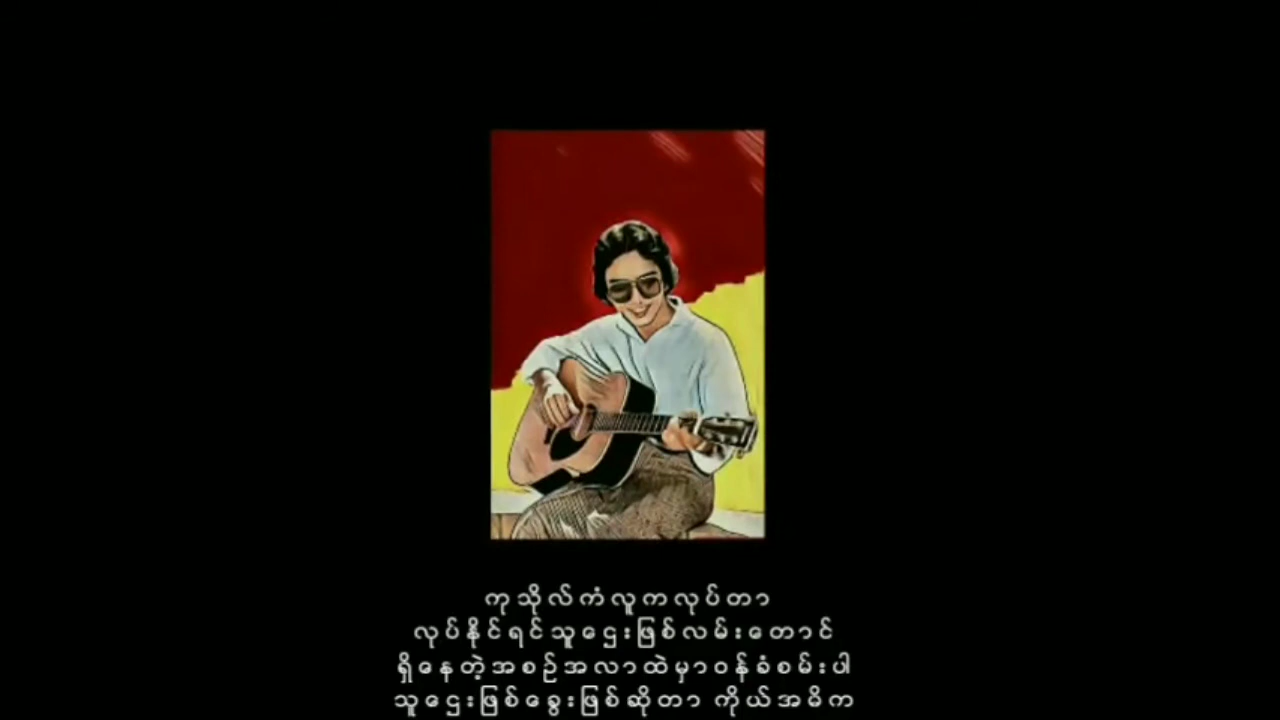 ကုသိုလ်ကံလူကလုပ်တာ
လုပ်နိုင်ရင်သူဌေးဖြစ်လမ်းတောင်
ရှိနေတဲ့အစဉ်အလာထဲမှာဝန်ခံစမ်းပါ
သူဌေးဖြစ်ခွေးဖြစ်ဆိုတာ ကိုယ်အဓိက